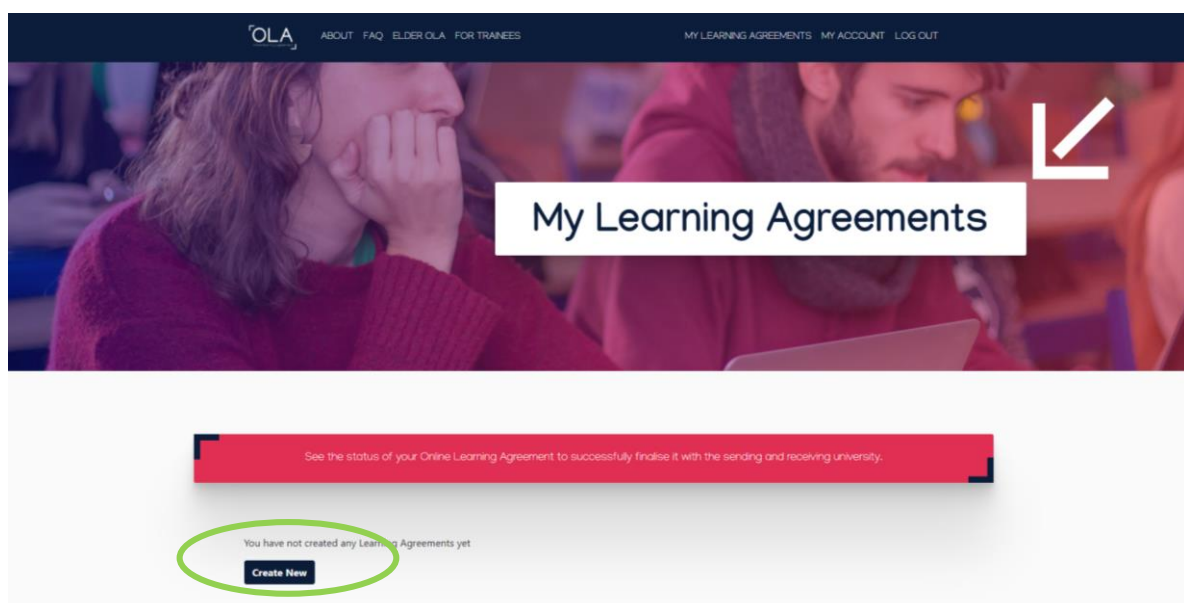 OLA
ABOUT FAQ ELDER OLA FOR TRAINEES
MY LEARNING AGREEMENTS MY ACCOUNT LOG OUT
My Learning Agreements
See the status of your Online Learning Agreement to successfully finalise it with the sending and receiving university.
You have not created any Learning Agreements yet
Create New